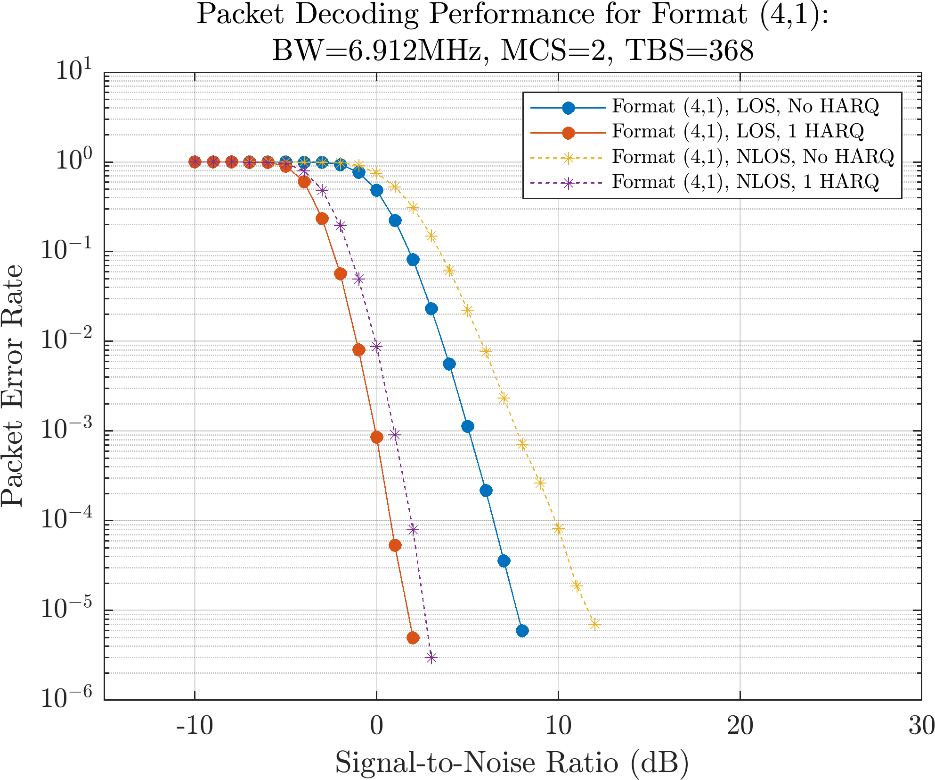 Packet Decoding Performance for Format (4,1):
BW=6.912MHz, MCS=2, TBS=368
Format (4,1), LOS, No HARQ
Format (4,1), LOS, 1 HARQ
Format (4,1), NLOS, No HARQ
Format (4,1), NLOS, 1 HARQ
Packet Error Rate
10^1
10^0
10^-1
10^-2
10^-3
10^-4
10^-5
10^-6
-10 0 10 20 30
Signal-to-Noise Ratio (dB)